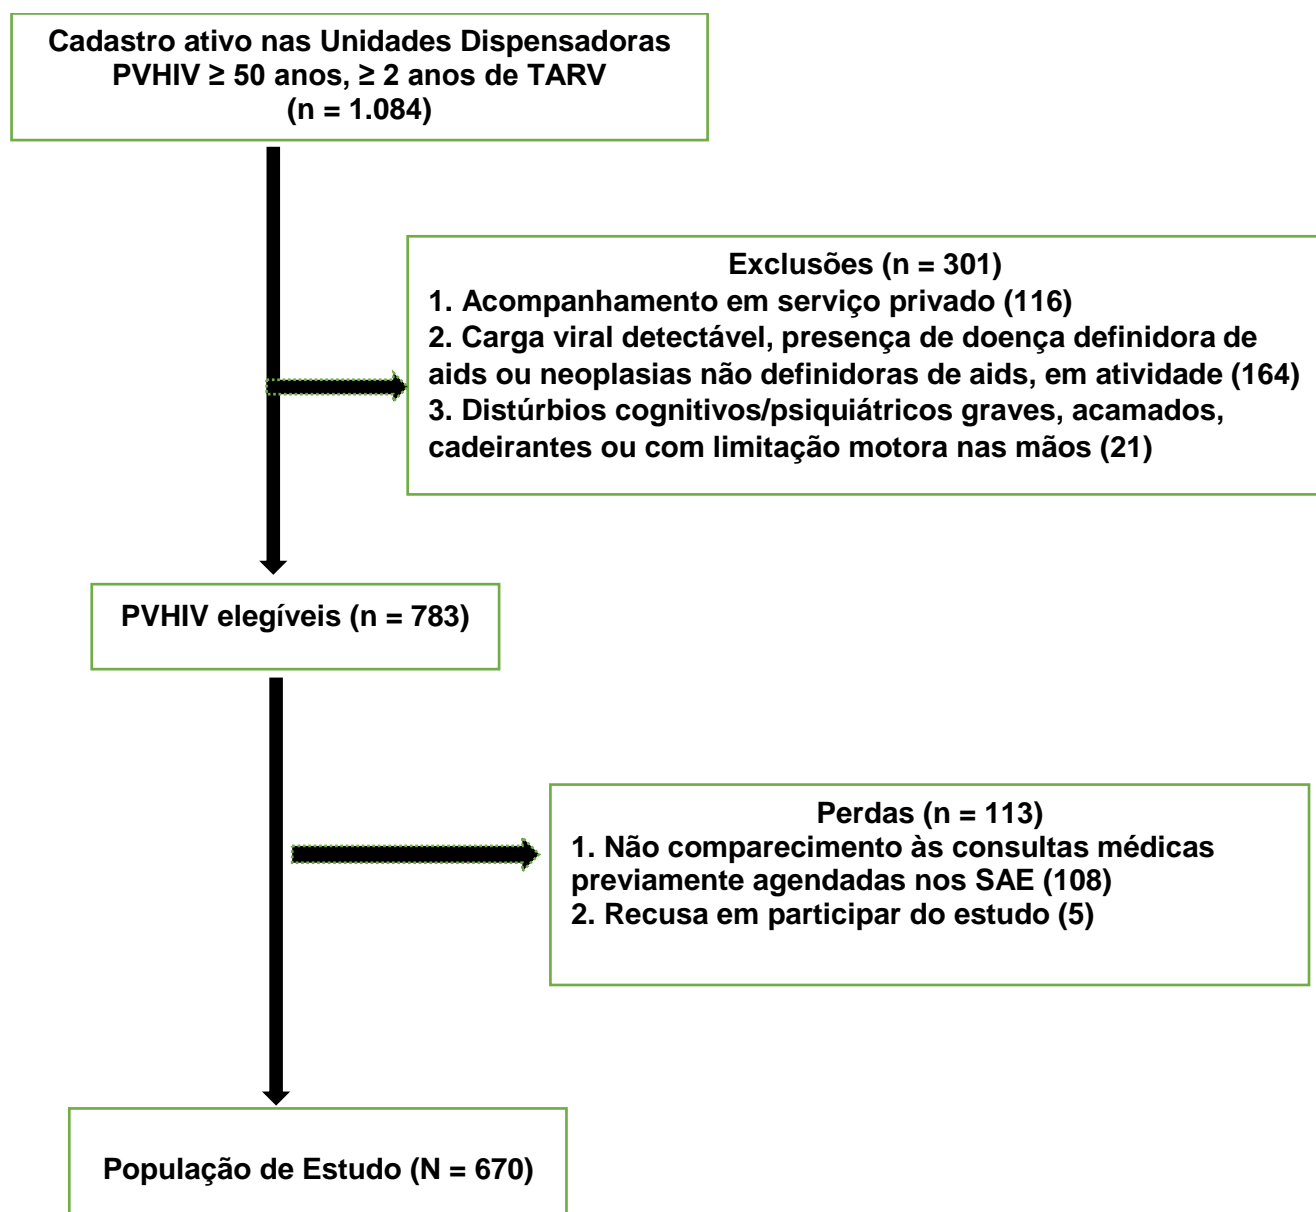 Cadastro ativo nas Unidades Dispensadoras
PVHIV ≥ 50 anos, ≥ 2 anos de TARV
(n = 1.084)
Exclusões (n = 301)
1. Acompanhamento em serviço privado (116)
2. Carga viral detectável, presença de doença definidora de
aids ou neoplasias não definidoras de aids, em atividade (164)
3. Distúrbios cognitivos/psiquiátricos graves, acamados,
cadeirantes ou com limitação motora nas mãos (21)
PVHIV elegíveis (n = 783)
Perdas (n = 113)
1. Não comparecimento às consultas médicas
previamente agendadas nos SAE (108)
2. Recusa em participar do estudo (5)
População de Estudo (N = 670)